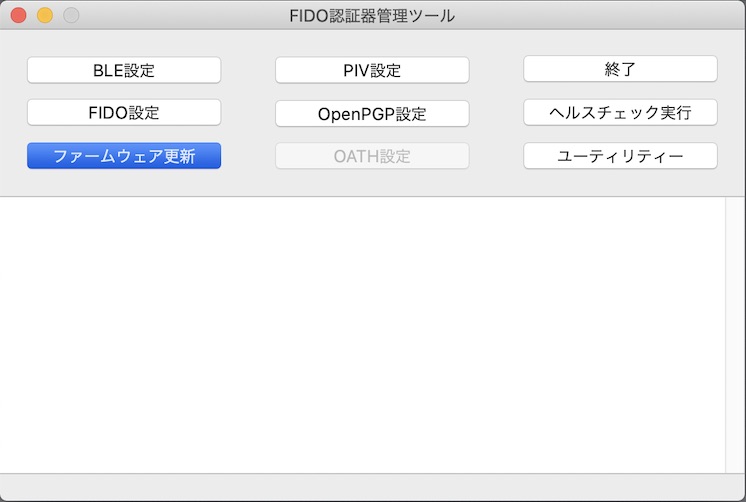 FIDO認証器管理ツール
BLE設定
PIV設定
終了
FIDO設定
OpenPGP設定
ヘルスチェック実行
ファームウェア更新
OATH設定
ユーティリティー